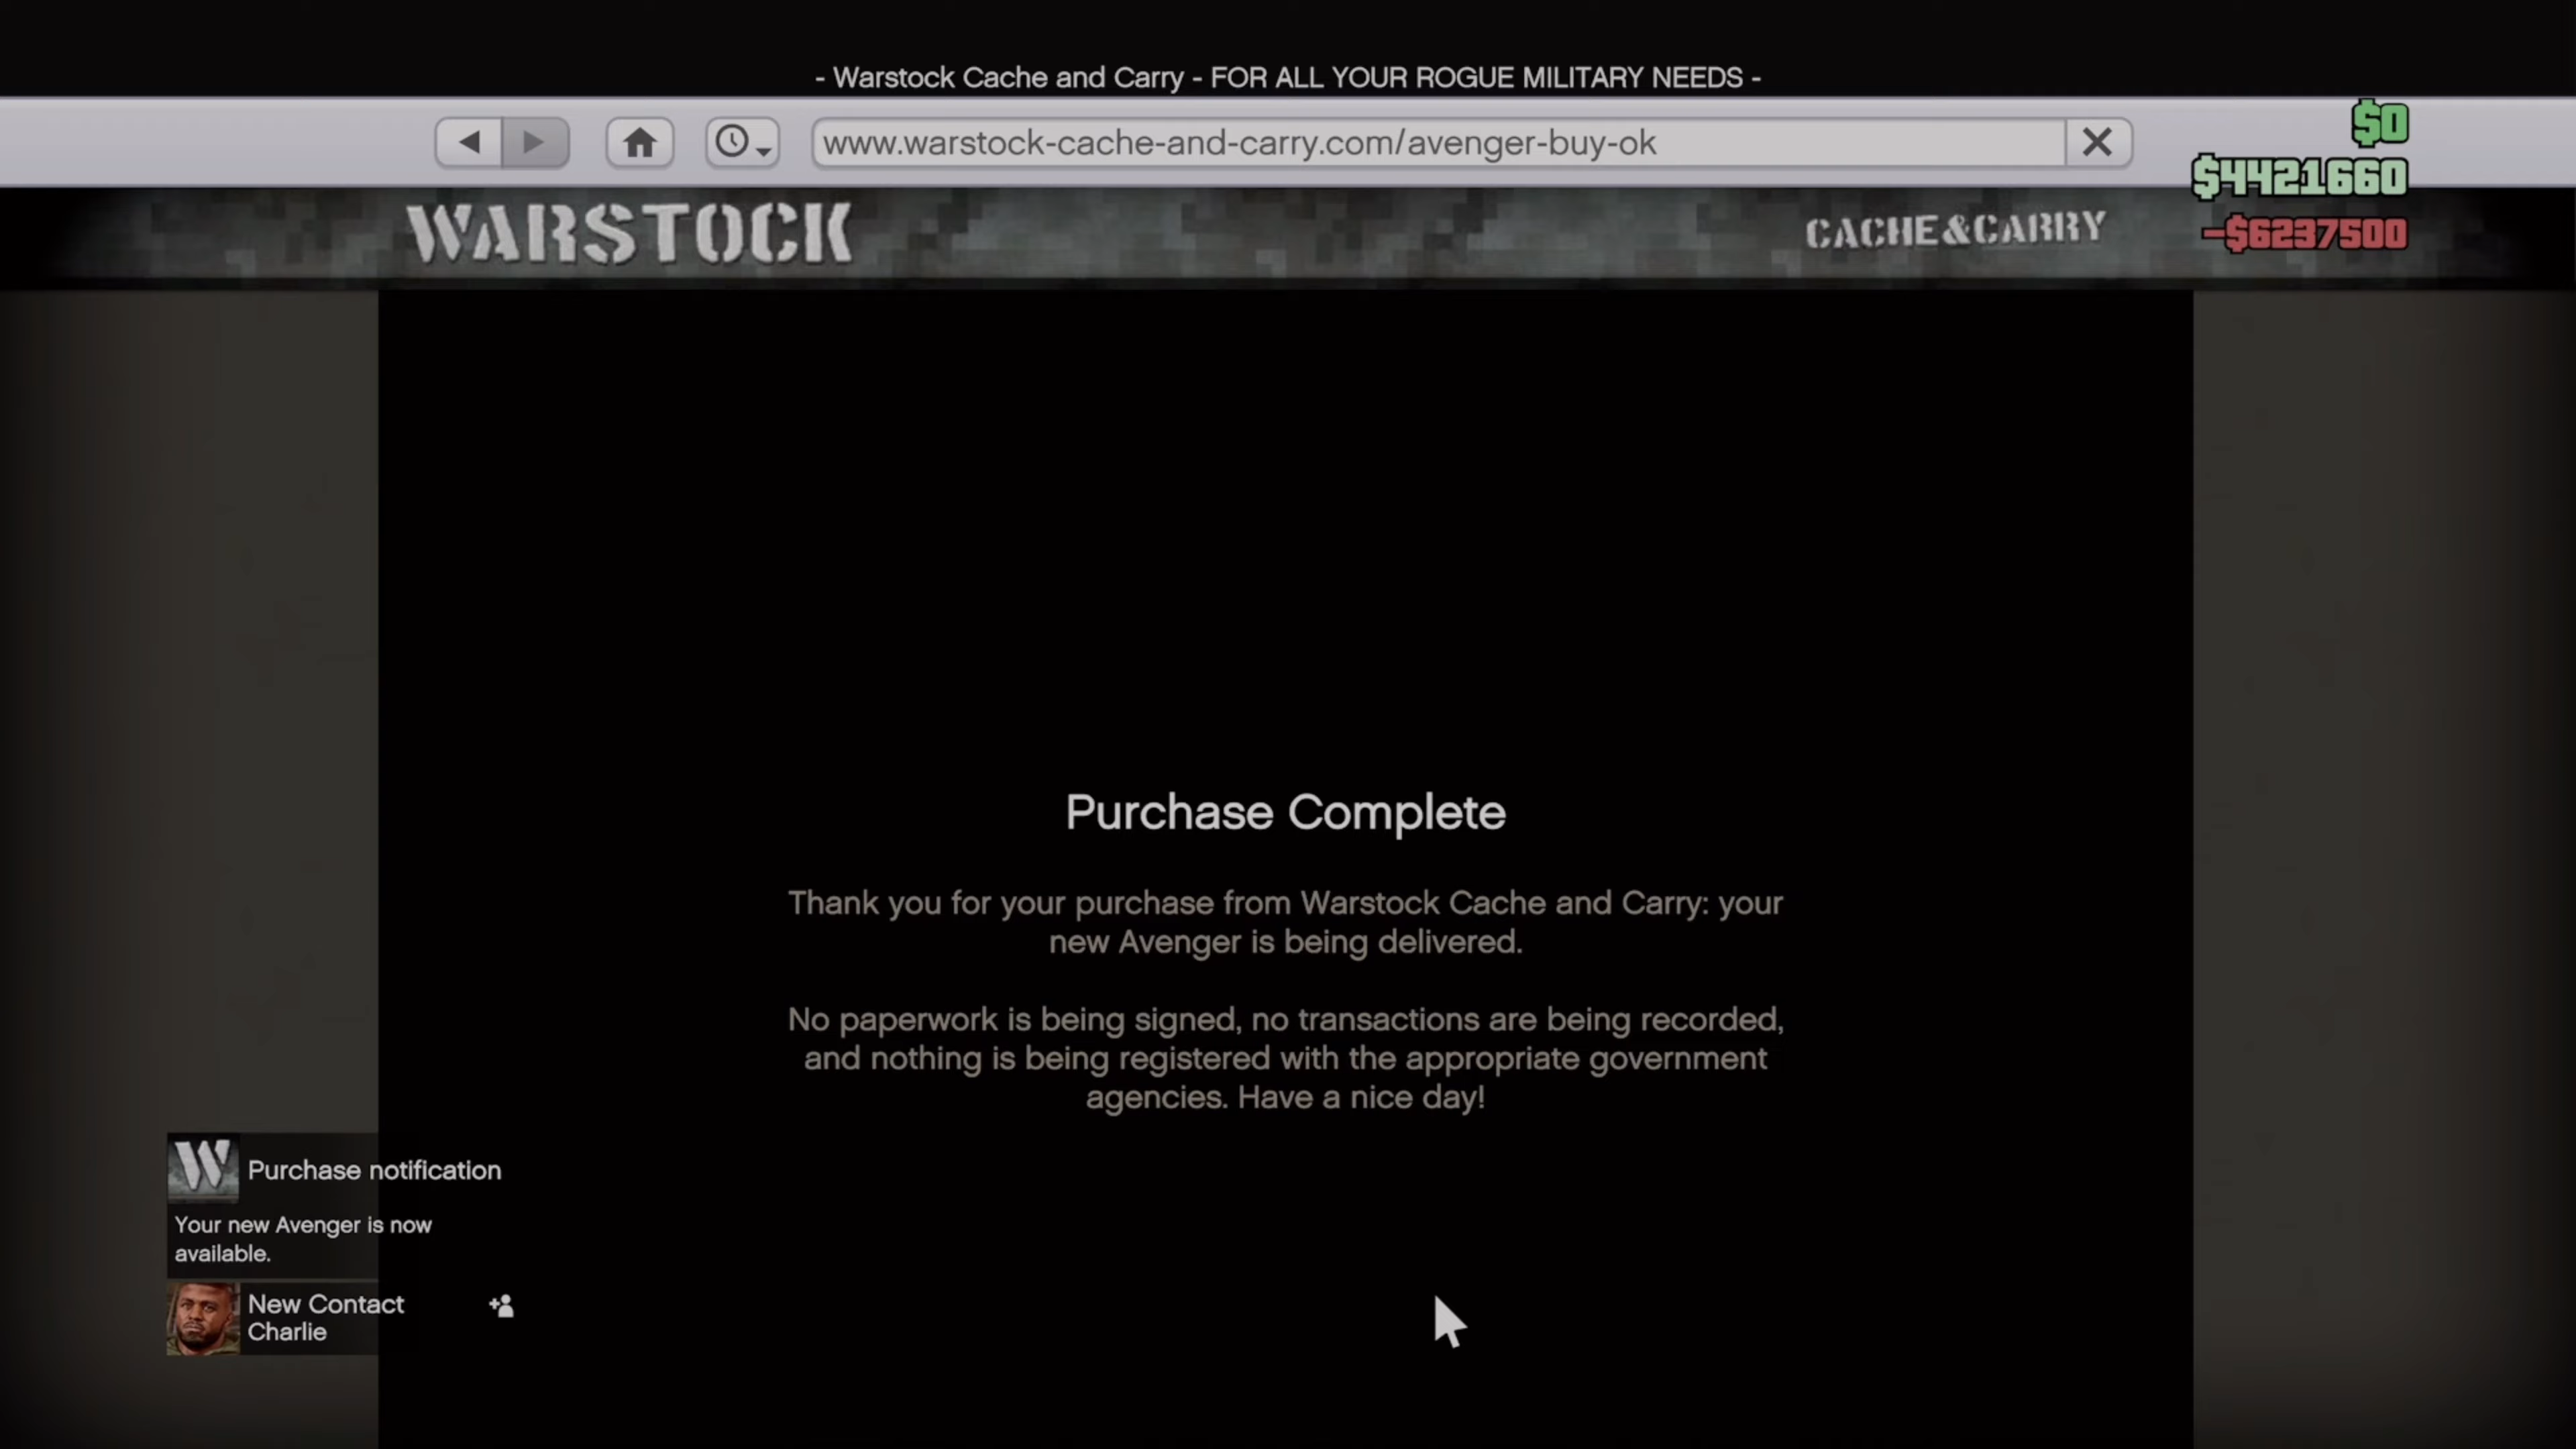 - Warstock Cache and Carry - FOR ALL YOUR ROGUE MILITARY NEEDS -
www.warstock-cache-and-carry.com/avenger-buy-ok
$0
$4421660
-$6237500
WARSTOCK
CACHE&CARRY
Purchase Complete
Thank you for your purchase from Warstock Cache and Carry: your
new Avenger is being delivered.
No paperwork is being signed, no transactions are being recorded,
and nothing is being registered with the appropriate government
agencies. Have a nice day!
W
Purchase notification
Your new Avenger is now
available.
New Contact
Charlie